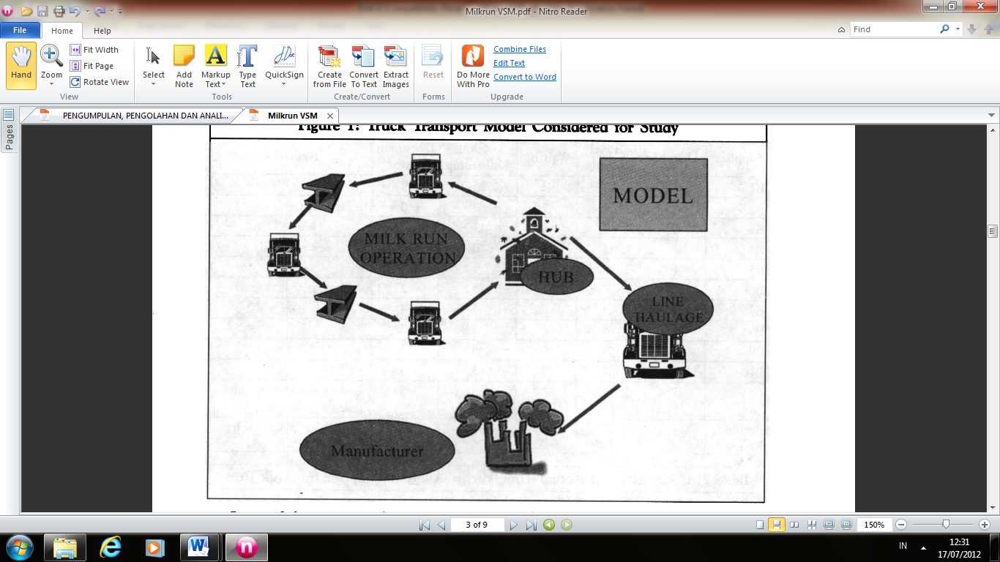 Milkrun VSM.pdf - Nitro Reader
File
Home
Help
Find
Hand
Zoom
Fit Width
Fit Page
Rotate View
View
Select
Add
Note
Markup
Text
Type
Text
QuickSign
Tools
Create
from File
Convert
To Text
Extract
Images
Create/Convert
Reset
Forms
Do More
With Pro
Combine Files
Edit Text
Convert to Word
Upgrade
Pages
PENGUMPULAN, PENGOLAHAN DAN ANALI...
Milkrun VSM
Figure 1: Truck Transport Model Considered for Study
MODEL
MILK RUN
OPERATION
HUB
LINE
HAULAGE
Manufacturer
3 of 9
150%
IN
12:31
17/07/2012